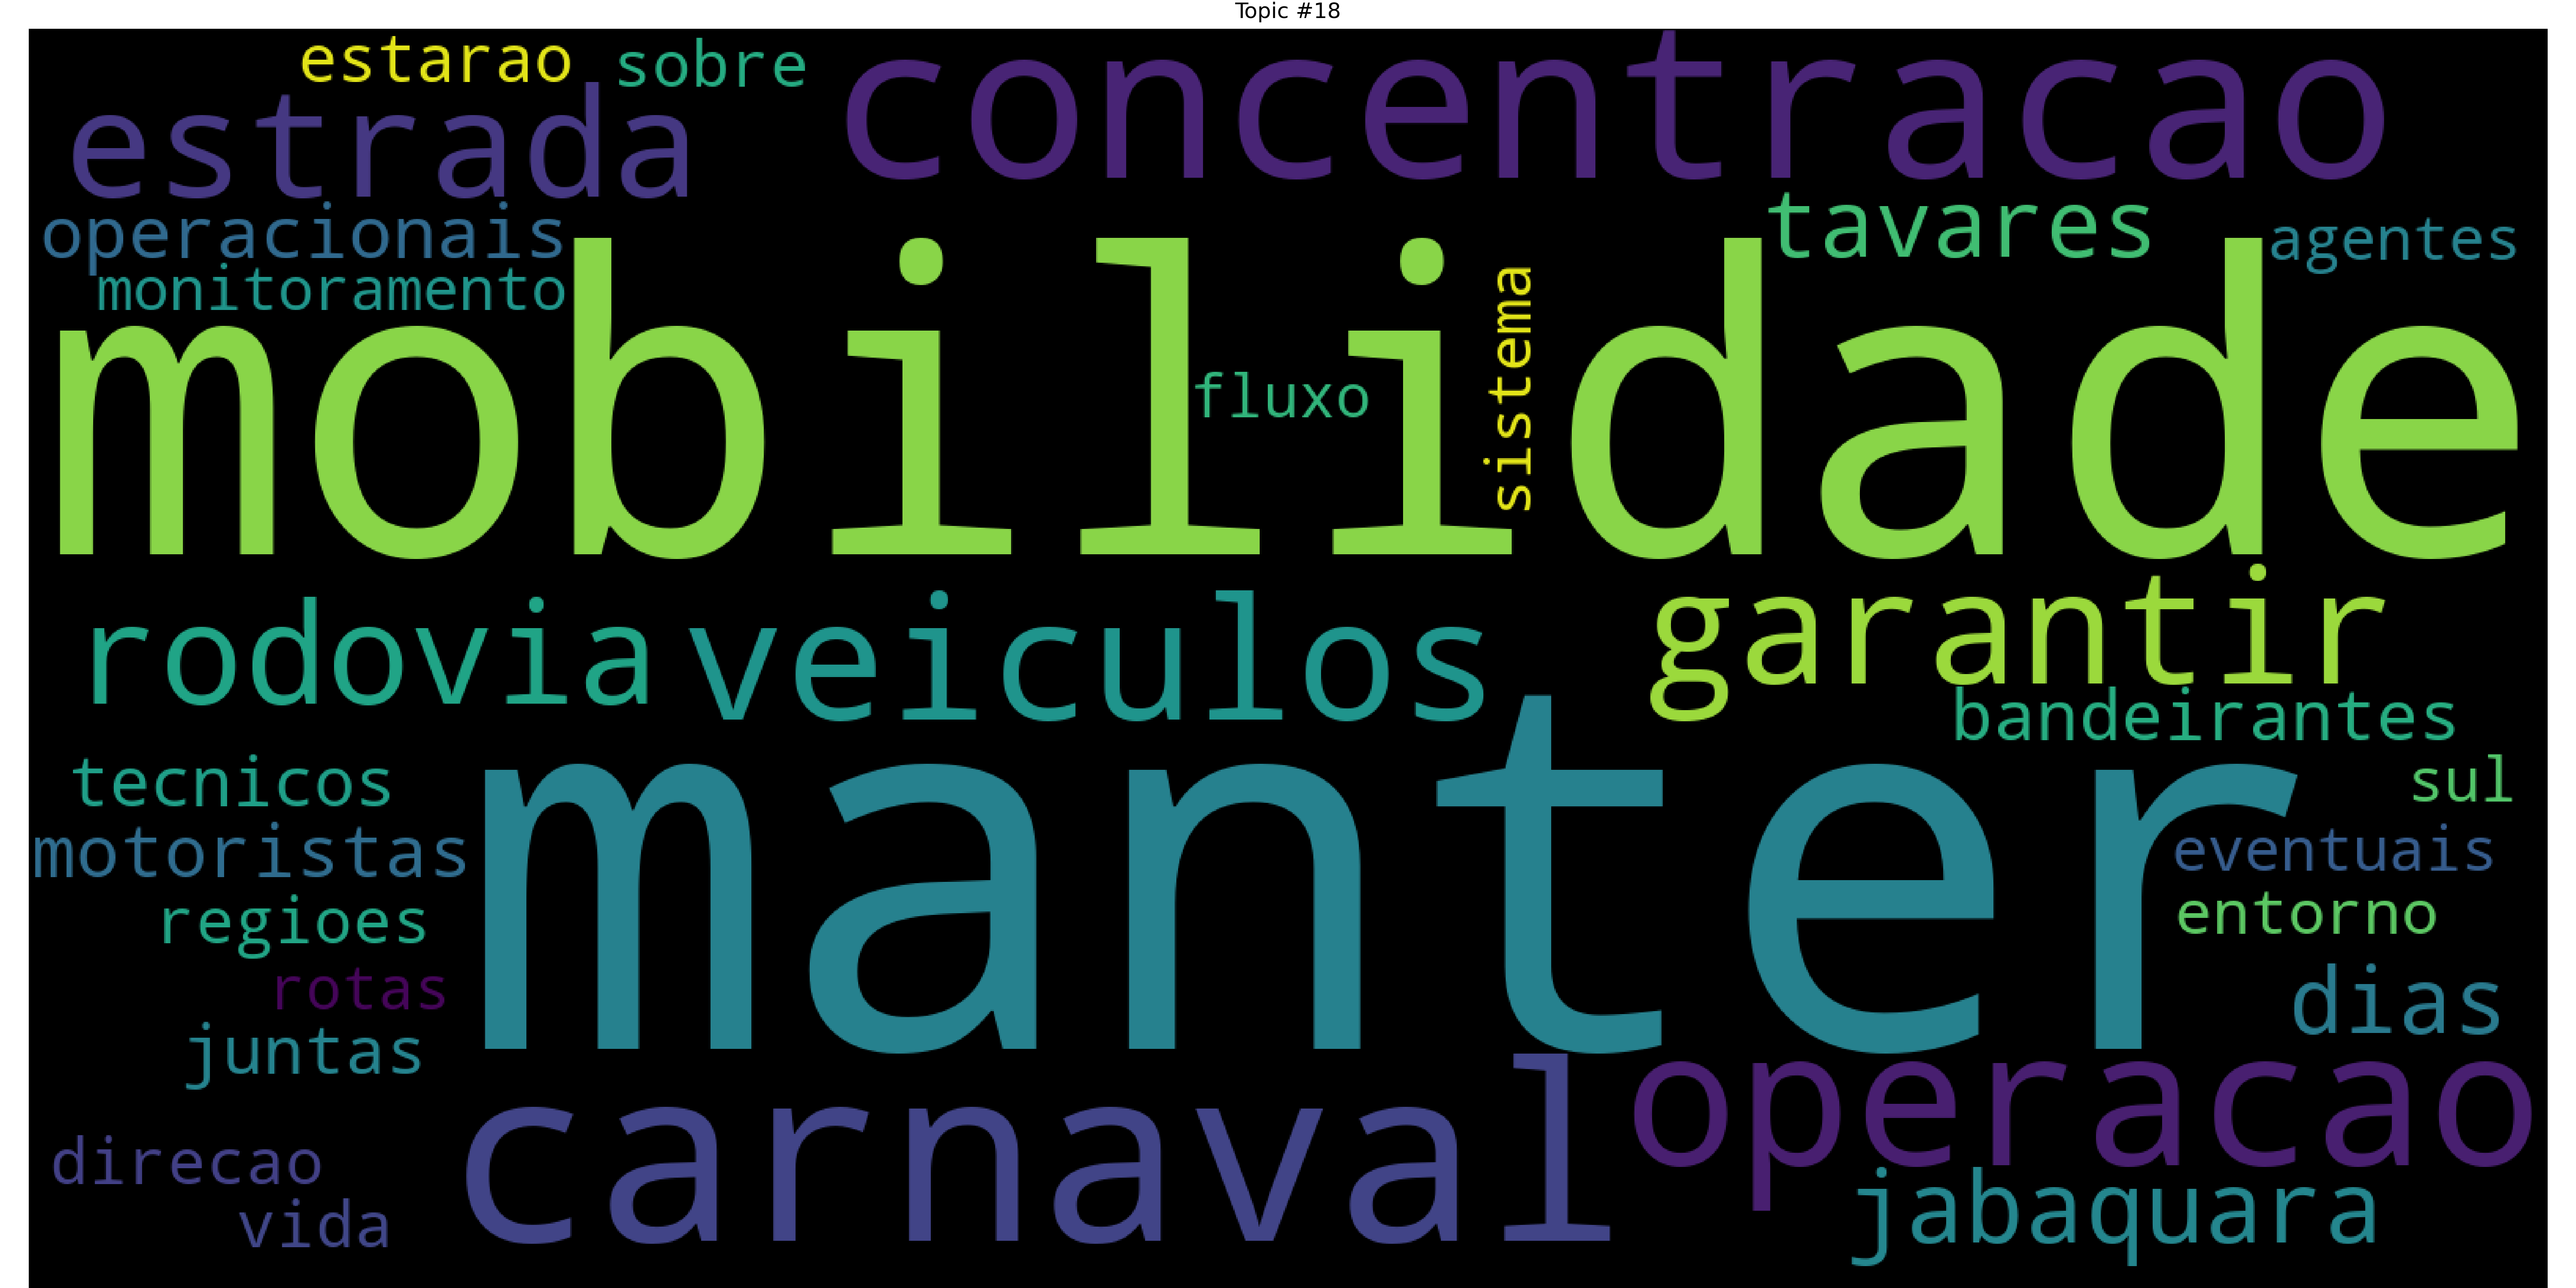 Topic #18
estarao
sobre
concentracao
estrada
tavares
operacionais
agentes
monitoramento
mobilidade
sistema
fluxo
rodovia
veiculos
garantir
bandeirantes
tecnicos
manter
sul
motoristas
eventuais
regioes
entorno
rotas
dias
juntas
carnaval
operacao
direcao
jabaquara
vida